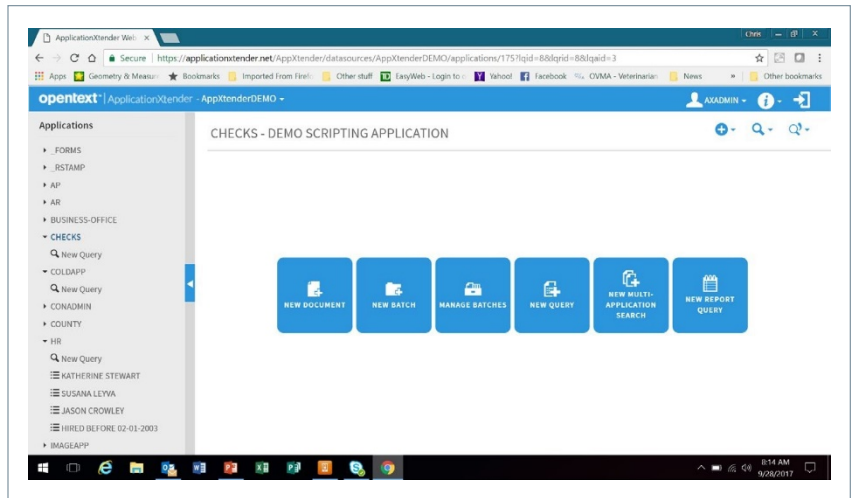 ApplicationXtender Web
Chris
Secure | https://applicationxtender.net/AppXtender/datasources/AppXtenderDEMO/applications/175?lqid=8&lqrid=8&lqaid=3
Apps Geometry & Measure Bookmarks Imported From Firefo Other stuff EasyWeb - Login to Yahoo! Facebook OVMA - Veterinarian News » Other bookmarks
opentext™ | ApplicationXtender - AppXtenderDEMO
AXADMIN
Applications
CHECKS - DEMO SCRIPTING APPLICATION
_FORMS
_RSTAMP
AP
AR
BUSINESS-OFFICE
CHECKS
New Query
COLDAPP
New Query
CONADMIN
COUNTY
HR
New Query
KATHERINE STEWART
SUSANA LEYVA
JASON CROWLEY
HIRED BEFORE 02-01-2003
IMAGEAPP
NEW DOCUMENT
NEW BATCH
MANAGE BATCHES
NEW QUERY
NEW MULTI-
APPLICATION
SEARCH
NEW REPORT
QUERY
8:14 AM
9/28/2017